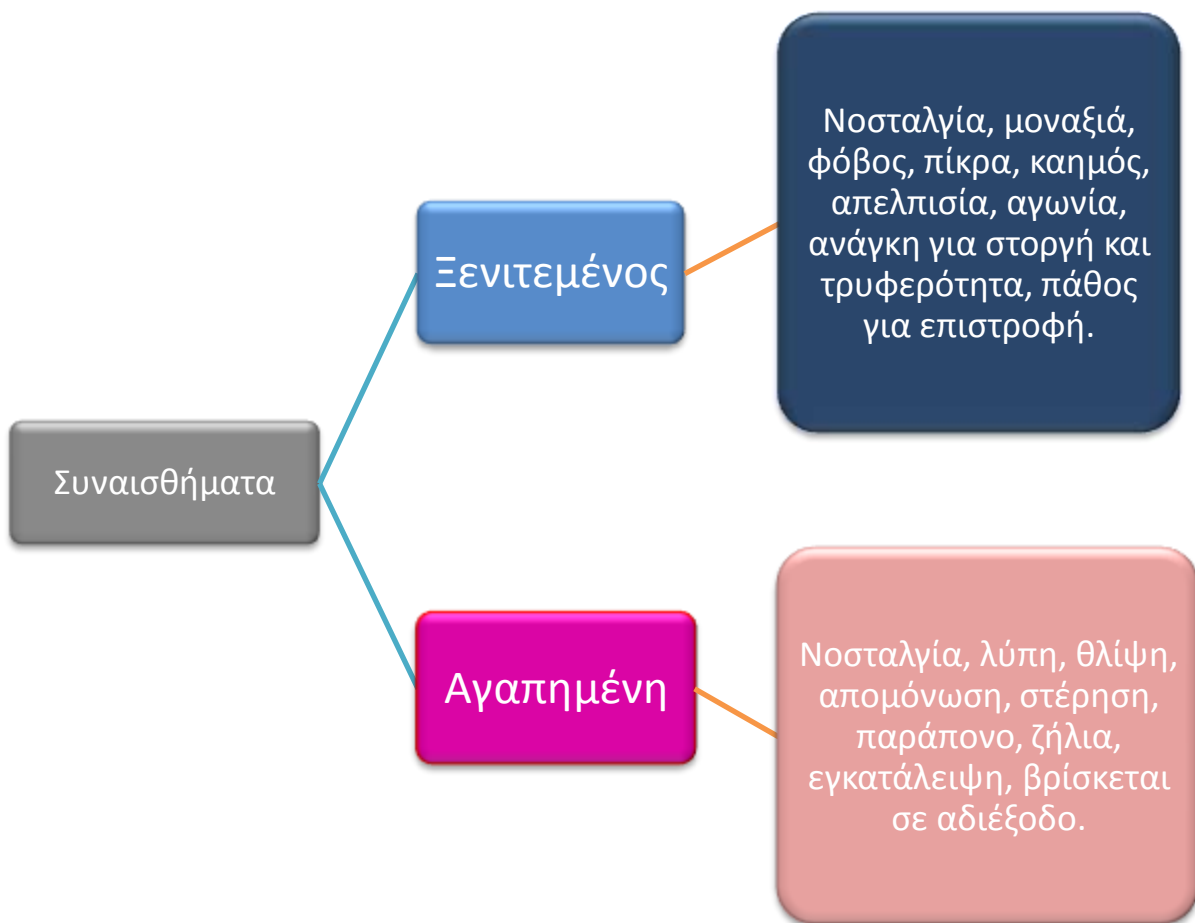 Συναισθήματα
Ξενιτεμένος
Νοσταλγία, μοναξιά,
φόβος, πίκρα, καημός,
απελπισία, αγωνία,
ανάγκη για στοργή και
τρυφερότητα, πάθος
για επιστροφή.
Αγαπημένη
Νοσταλγία, λύπη, θλίψη,
απομόνωση, στέρηση,
παράπονο, ζήλια,
εγκατάλειψη, βρίσκεται
σε αδιέξοδο.